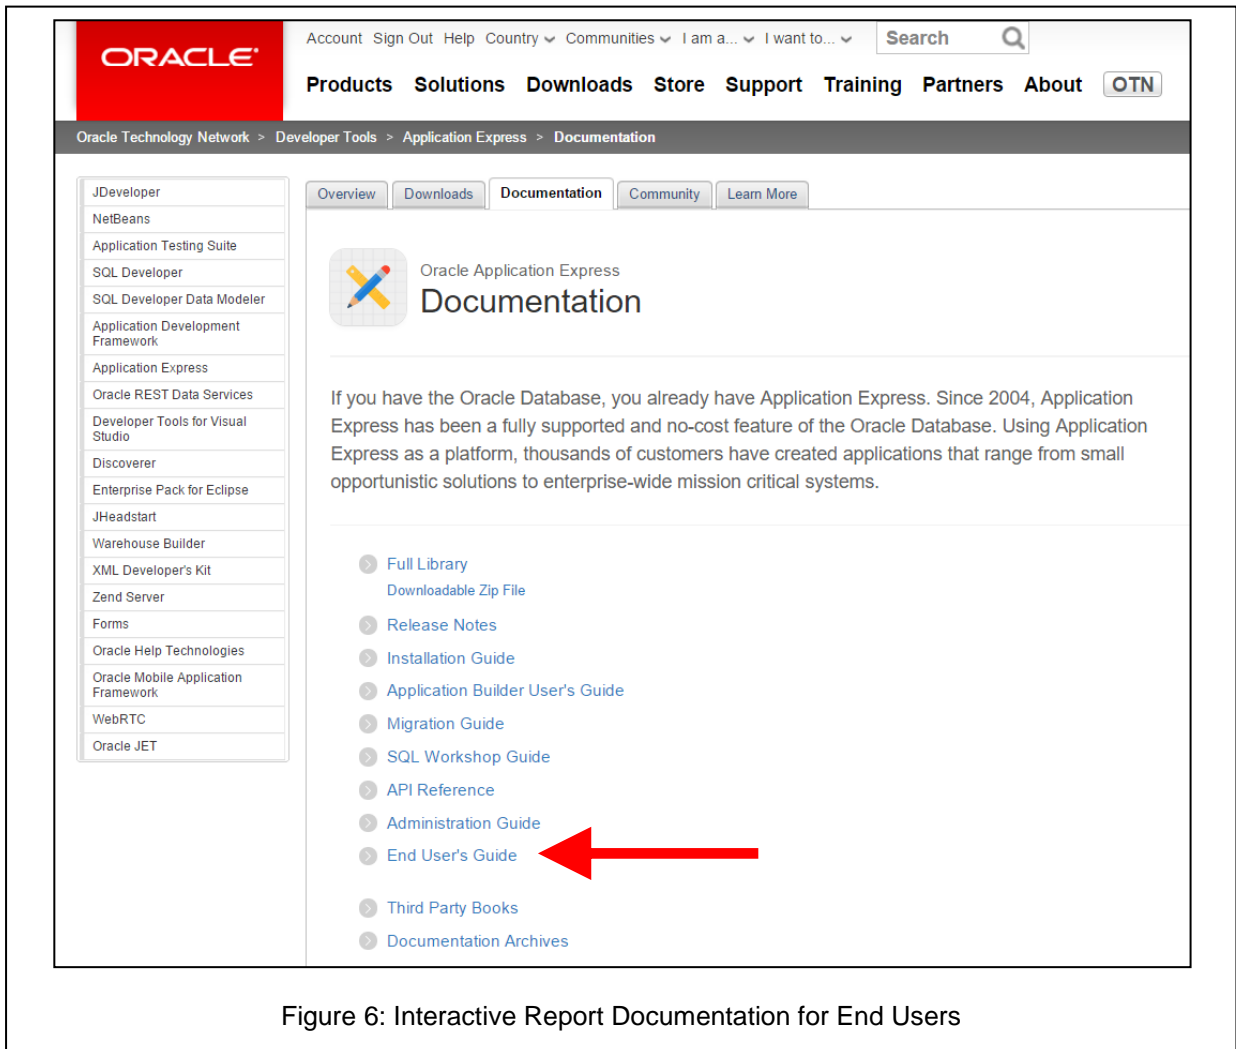 ORACLE
Account Sign Out Help Country Communities I am a... I want to... Search
Products Solutions Downloads Store Support Training Partners About OTN
Oracle Technology Network > Developer Tools > Application Express > Documentation
JDeveloper
NetBeans
Application Testing Suite
SQL Developer
SQL Developer Data Modeler
Application Development
Framework
Application Express
Oracle REST Data Services
Developer Tools for Visual
Studio
Discoverer
Enterprise Pack for Eclipse
JHeadstart
Warehouse Builder
XML Developer's Kit
Zend Server
Forms
Oracle Help Technologies
Oracle Mobile Application
Framework
WebRTC
Oracle JET
Overview Downloads Documentation Community Learn More
Oracle Application Express
Documentation
If you have the Oracle Database, you already have Application Express. Since 2004, Application
Express has been a fully supported and no-cost feature of the Oracle Database. Using Application
Express as a platform, thousands of customers have created applications that range from small
opportunistic solutions to enterprise-wide mission critical systems.
Full Library
Downloadable Zip File
Release Notes
Installation Guide
Application Builder User's Guide
Migration Guide
SQL Workshop Guide
API Reference
Administration Guide
End User's Guide
Third Party Books
Documentation Archives
Figure 6: Interactive Report Documentation for End Users